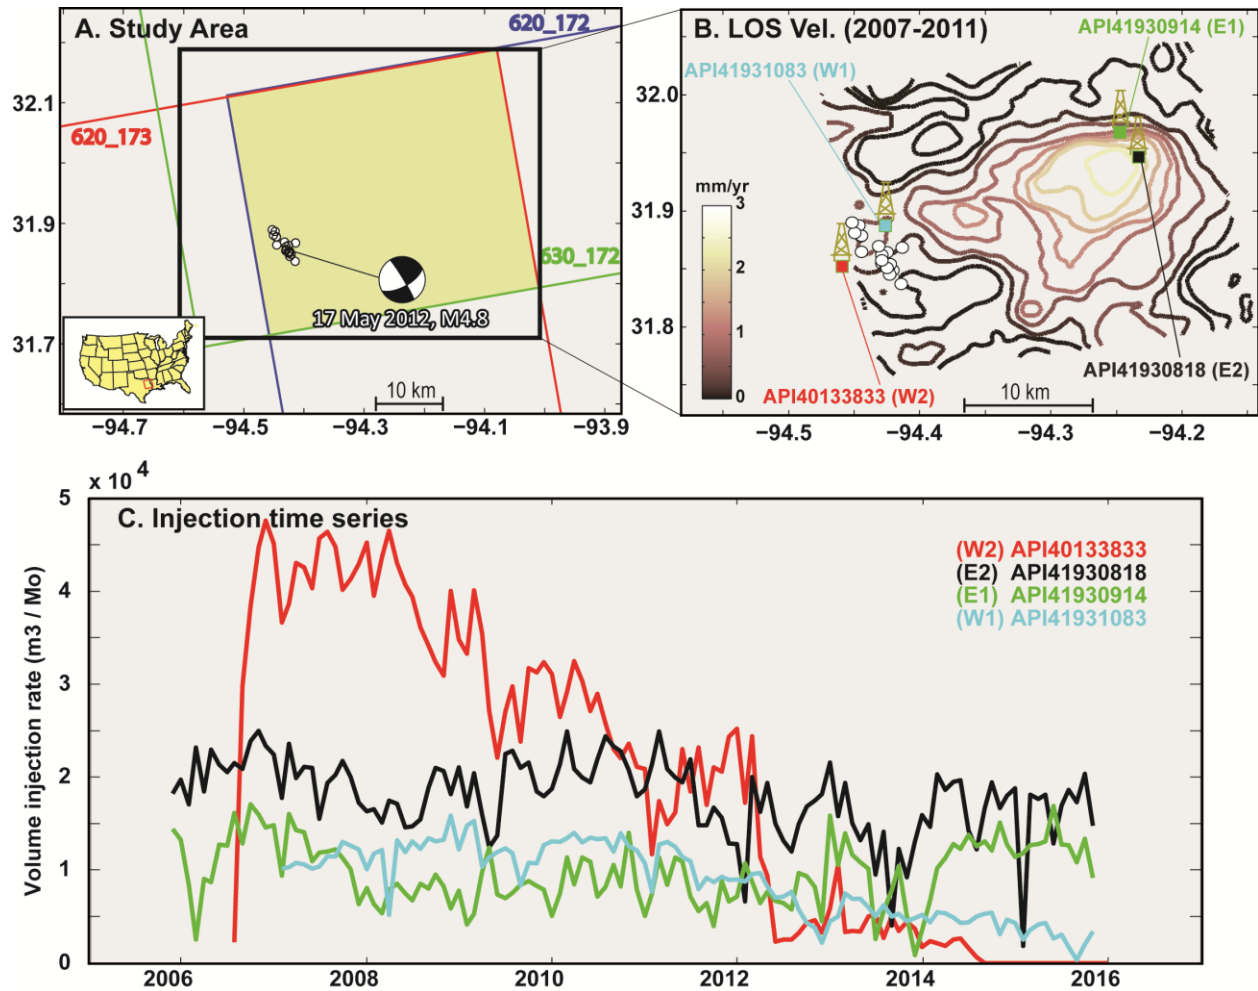 A. Study Area
620_172
32.1
620_173
31.9
630_172
17 May 2012, M4.8
31.7
10 km
−94.7
−94.5
−94.3
−94.1
−93.9
B. LOS Vel. (2007-2011)
API41930914 (E1)
API41931083 (W1)
32.0
mm/yr
3
31.9
2
1
31.8
0
API41930818 (E2)
API40133833 (W2)
10 km
−94.5
−94.4
−94.3
−94.2
x 10 4
C. Injection time series
5
(W2) API40133833
(E2) API41930818
(E1) API41930914
(W1) API41931083
4
3
2
1
0
Volume injection rate (m3 / Mo)
2006
2008
2010
2012
2014
2016